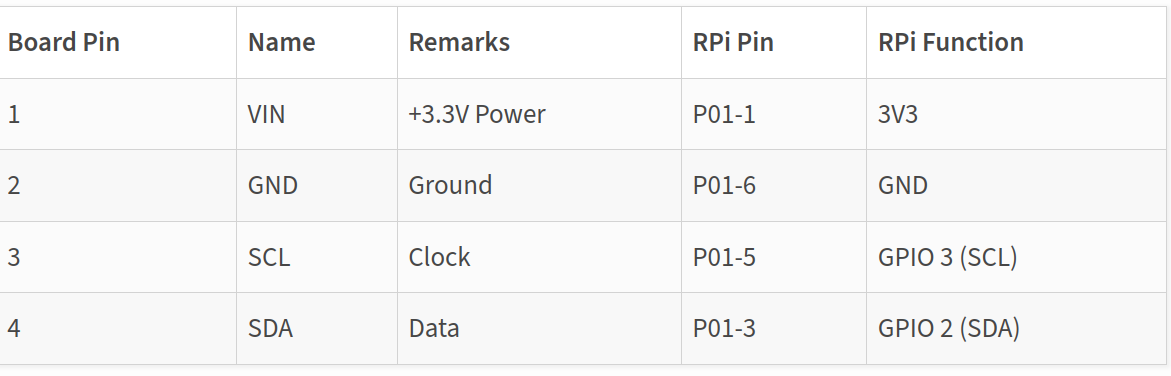 Board Pin Name Remarks RPi Pin RPi Function
1 VIN +3.3V Power P01-1 3V3
2 GND Ground P01-6 GND
3 SCL Clock P01-5 GPIO 3 (SCL)
4 SDA Data P01-3 GPIO 2 (SDA)